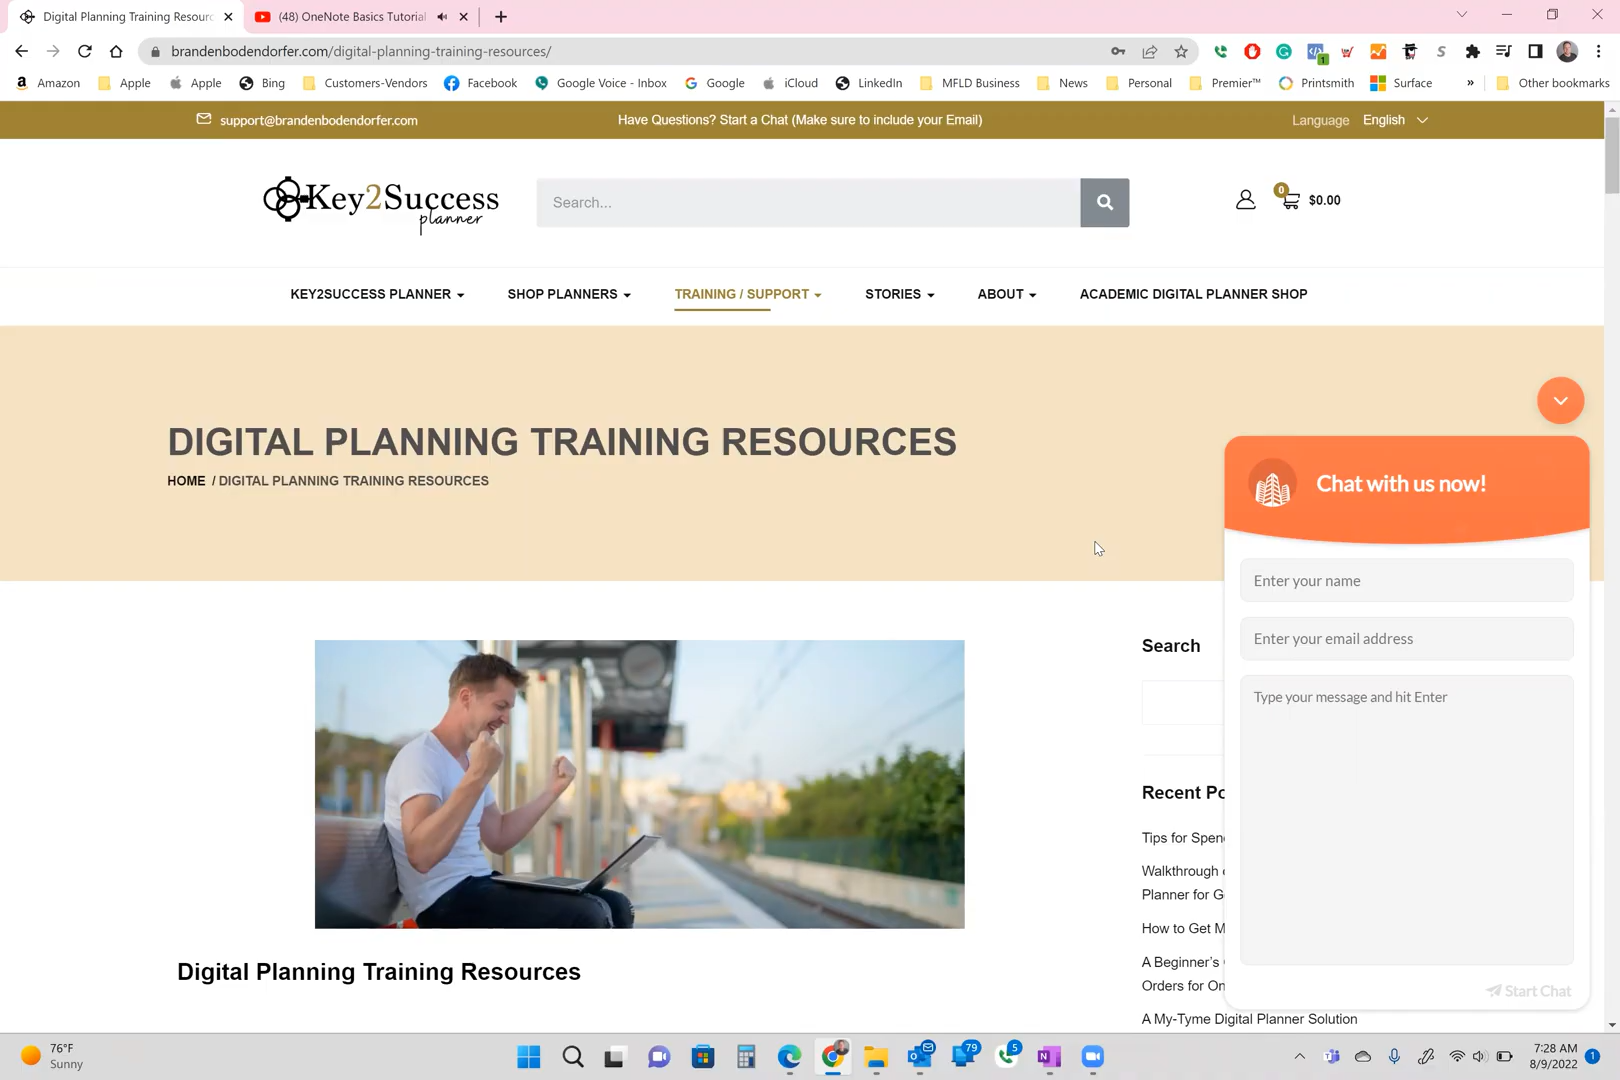 Digital Planning Training Resourc
(48) OneNote Basics Tutorial
brandenbodendorfer.com/digital-planning-training-resources/
1
Amazon
Apple
Apple
Bing
Customers-Vendors
Facebook
Google Voice - Inbox
Google
iCloud
LinkedIn
MFLD Business
News
Personal
Premier™
Printsmith
Surface
»
Other bookmarks
support@brandenbodendorfer.com
Have Questions? Start a Chat (Make sure to include your Email)
Language English
Key2Success
planner
Search...
0
$0.00
KEY2SUCCESS PLANNER
SHOP PLANNERS
TRAINING / SUPPORT
STORIES
ABOUT
ACADEMIC DIGITAL PLANNER SHOP
DIGITAL PLANNING TRAINING RESOURCES
HOME / DIGITAL PLANNING TRAINING RESOURCES
Chat with us now!
Enter your name
Enter your email address
Type your message and hit Enter
Start Chat
Search
Recent Po
Tips for Spen
Walkthrough
Planner for G
How to Get M
A Beginner's
Orders for On
A My-Tyme Digital Planner Solution
Digital Planning Training Resources
76°F
Sunny
79
5
7:28 AM
8/9/2022
1